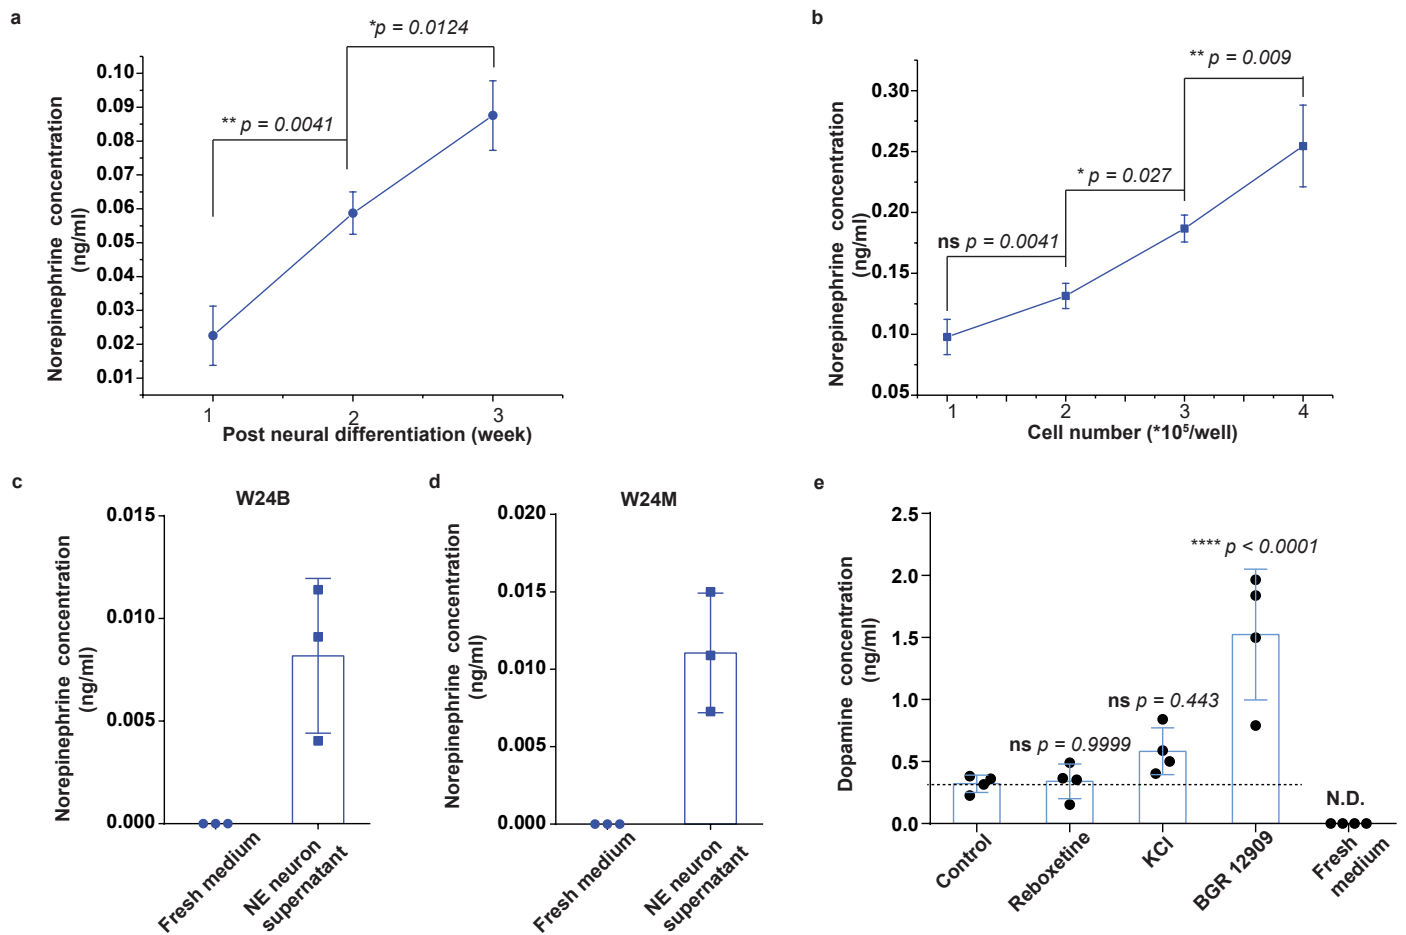 a
*p = 0.0124
** p = 0.0041
0.10
0.09
0.08
0.07
0.06
0.05
0.04
0.03
0.02
0.01
Norepinephrine concentration
(ng/ml)
1
2
3
Post neural differentiation (week)
b
** p = 0.009
* p = 0.027
ns p = 0.0041
0.30
0.25
0.20
0.15
0.10
0.05
Norepinephrine concentration
(ng/ml)
1
2
3
4
Cell number (*10⁵/well)
c
W24B
0.015
0.010
0.005
0.000
Norepinephrine concentration
(ng/ml)
Fresh medium
NE neuron
supernatant
d
W24M
0.020
0.015
0.010
0.005
0.000
Norepinephrine concentration
(ng/ml)
Fresh medium
NE neuron
supernatant
e
2.5
2.0
1.5
1.0
0.5
0.0
Dopamine concentration
(ng/ml)
**** p < 0.0001
ns p = 0.443
ns p = 0.9999
N.D.
Control
Reboxetine
KCl
BGR 12909
Fresh
medium